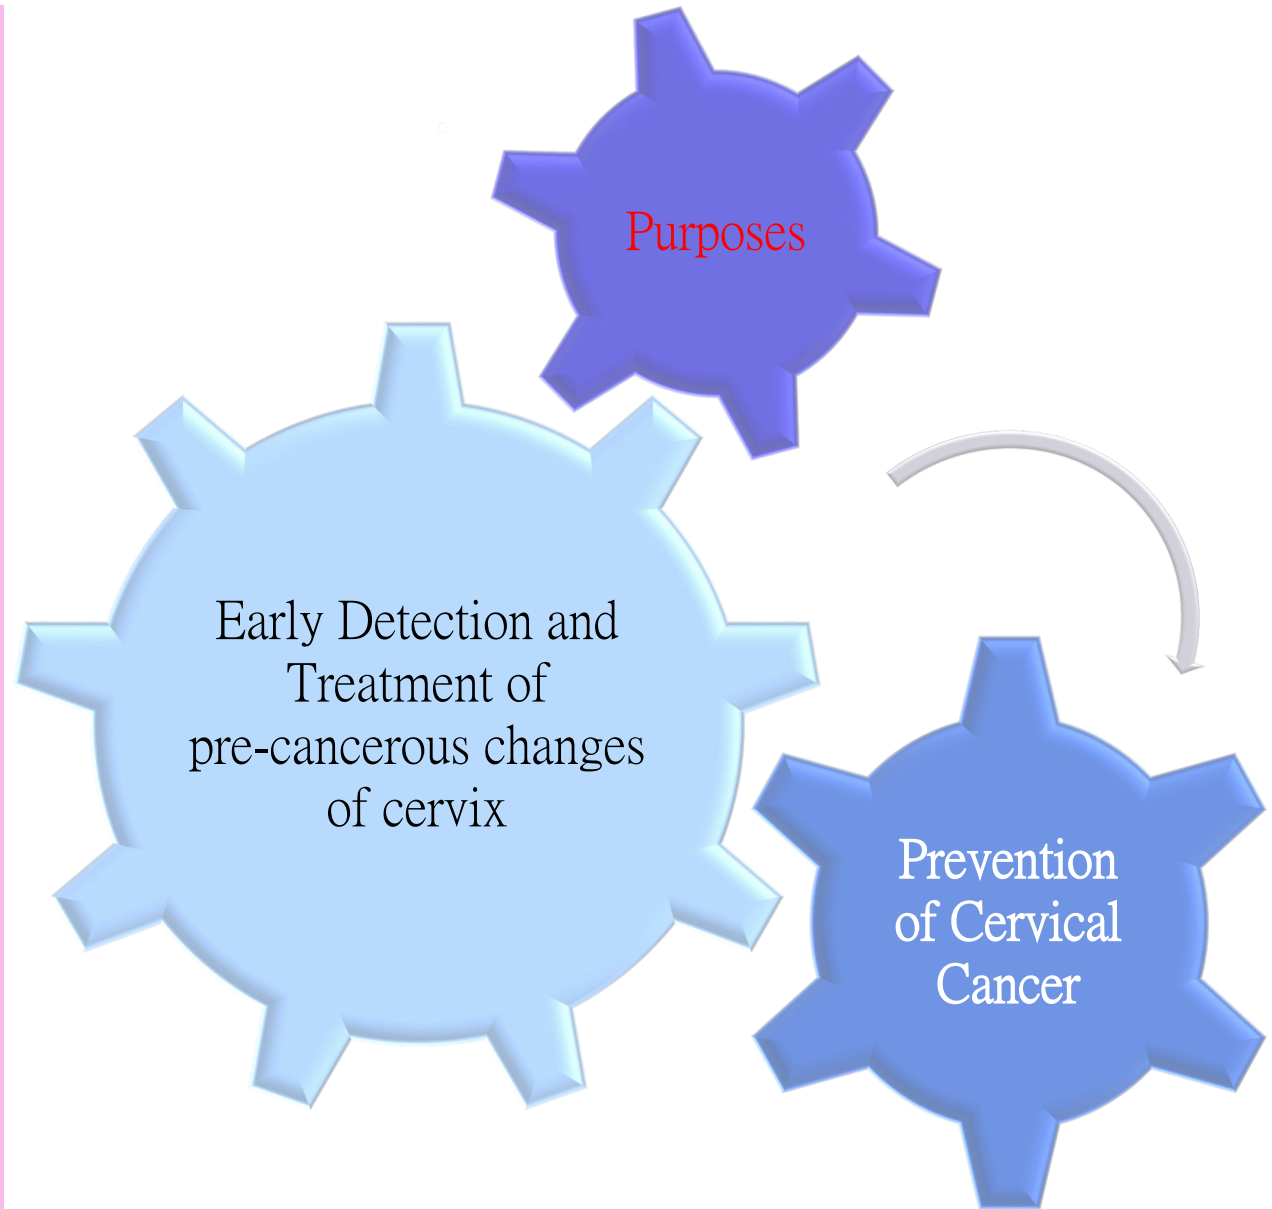 Purposes
Early Detection and
Treatment of
pre-cancerous changes
of cervix
Prevention
of Cervical
Cancer